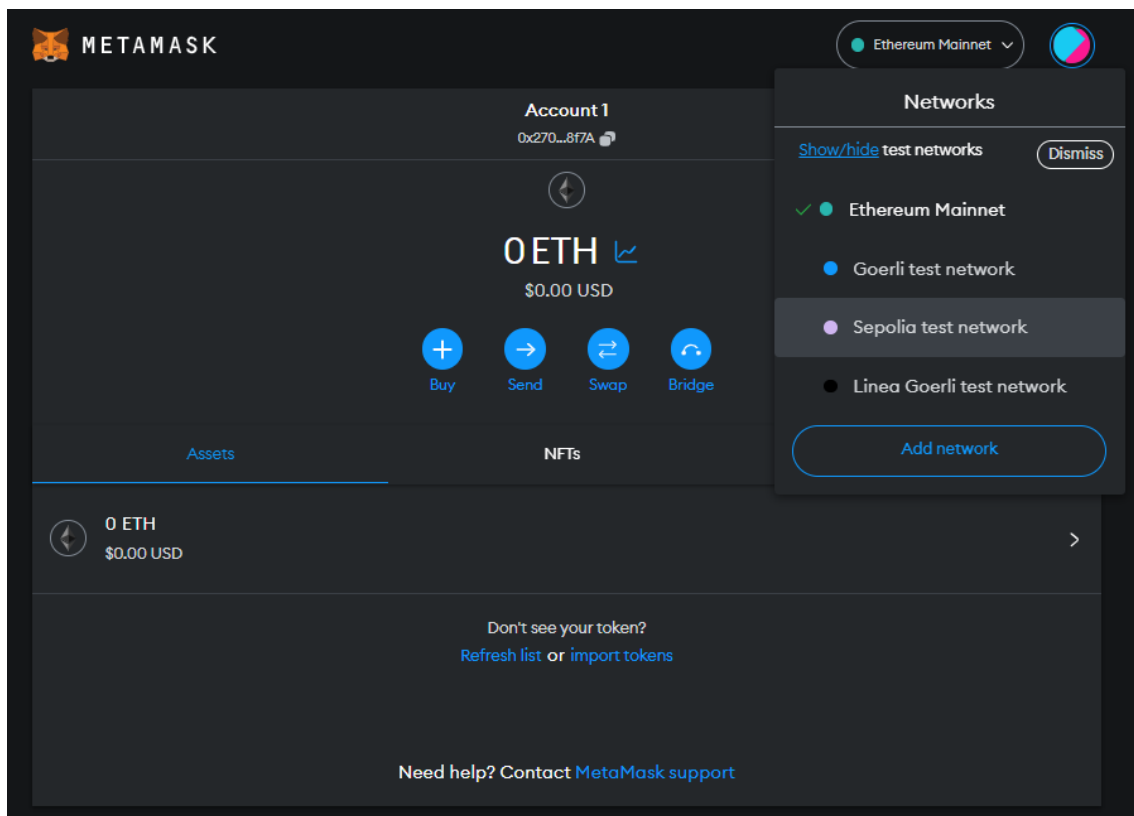 METAMASK
Ethereum Mainnet
Account 1
0x270...8f7A
0 ETH
$0.00 USD
Buy
Send
Swap
Bridge
Networks
Show/hide test networks
Dismiss
Ethereum Mainnet
Goerli test network
Sepolia test network
Linea Goerli test network
Add network
Assets
NFTs
0 ETH
$0.00 USD
Don't see your token?
Refresh list or import tokens
Need help? Contact MetaMask support